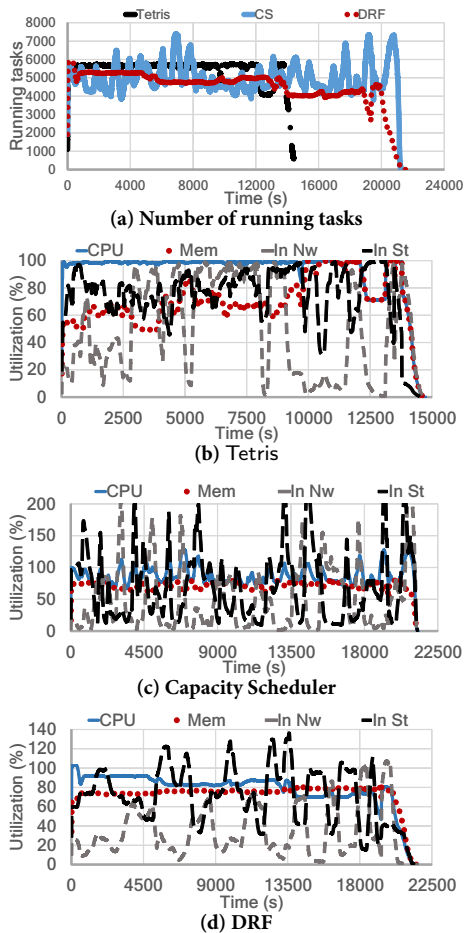 Tetris CS DRF
8000
7000
6000
5000
4000
3000
2000
1000
0
Running tasks
0 4000 8000 12000 16000 20000 24000
Time (s)
(a) Number of running tasks
CPU Mem In Nw In St
100
80
60
40
20
0
Utilization (%)
0 2500 5000 7500 10000 12500 15000
Time (s)
(b) Tetris
CPU Mem In Nw In St
200
150
100
50
0
Utilization (%)
0 4500 9000 13500 18000 22500
Time (s)
(c) Capacity Scheduler
CPU Mem In Nw In St
140
120
100
80
60
40
20
0
Utilization (%)
0 4500 9000 13500 18000 22500
Time (s)
(d) DRF